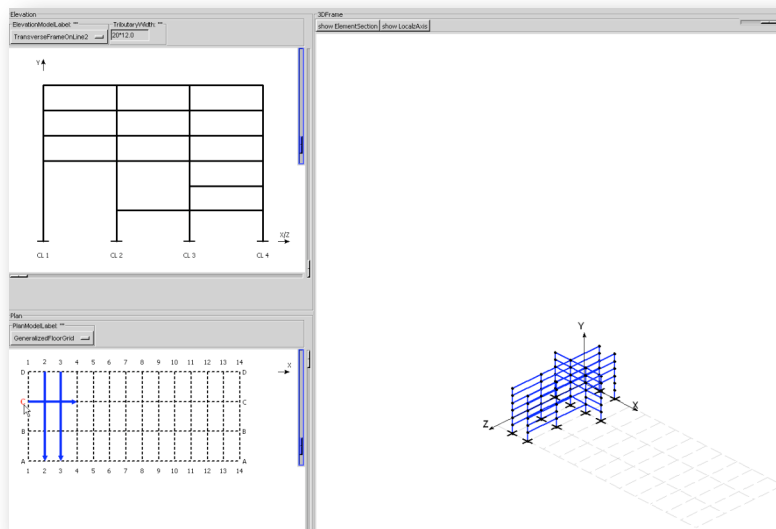 Elevation
ElevationModelLabel: "" TributaryWidth: ""
TransverseFrameOnLine2 20*12.0
Y
X/Z
CL 1 CL 2 CL 3 CL 4
Plan
PlanModelLabel: ""
GeneralizedFloorGrid
1 2 3 4 5 6 7 8 9 10 11 12 13 14
X
D D
C C
B B
A A
1 2 3 4 5 6 7 8 9 10 11 12 13 14
3DFrame
show ElementSection show LocalzAxis
Y
Z X